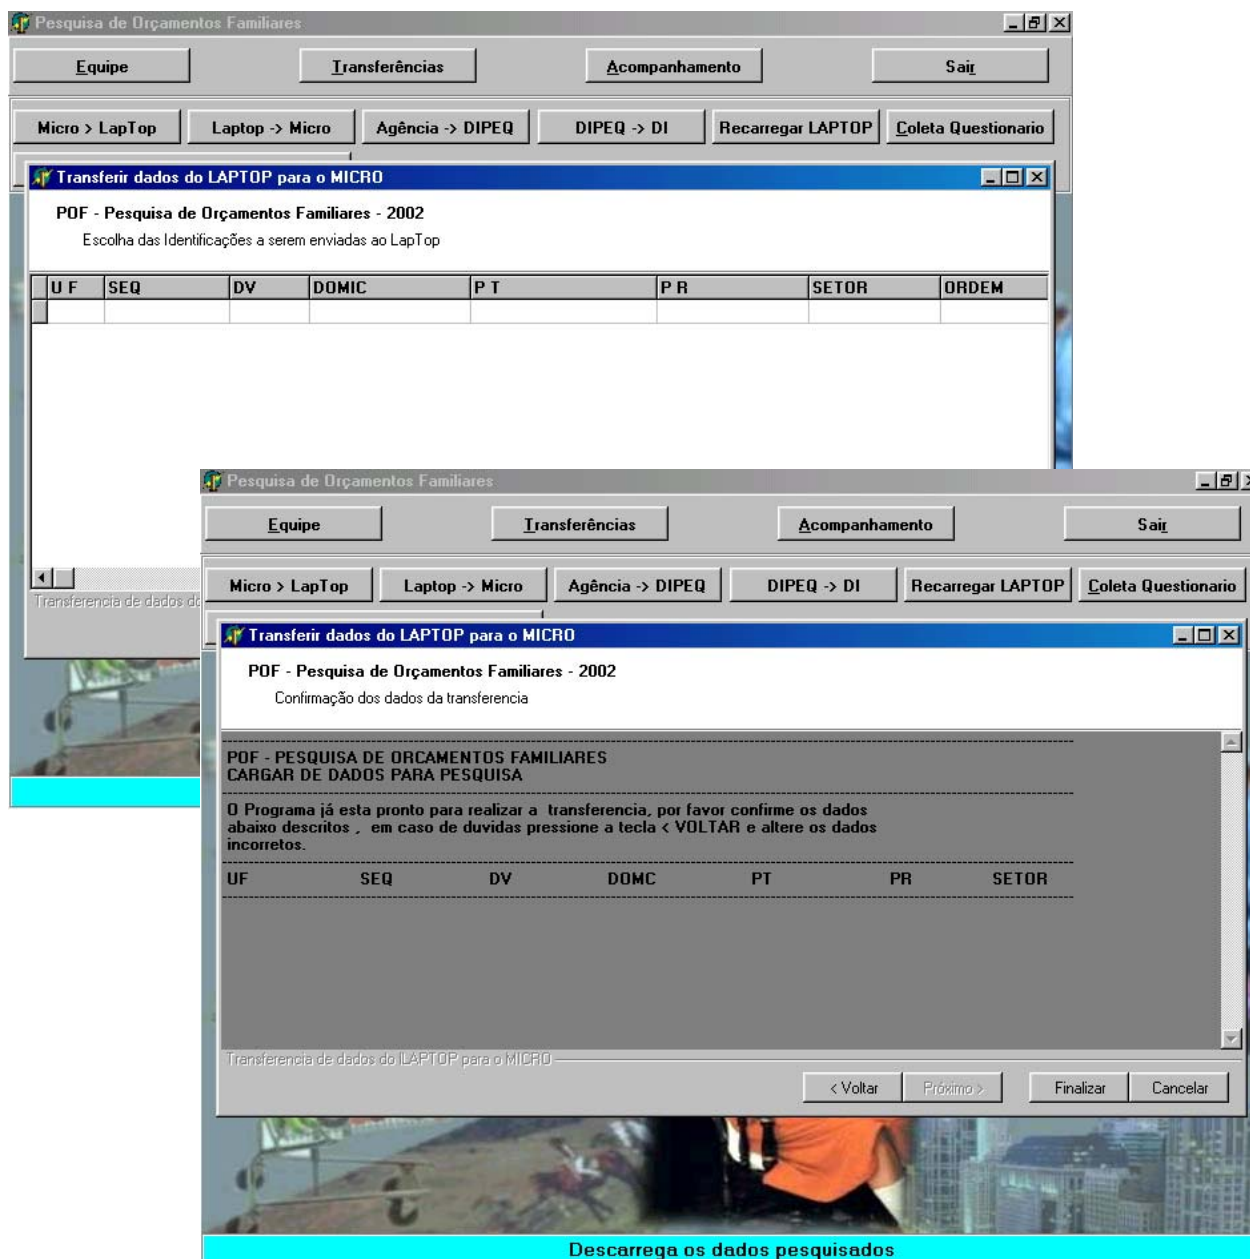 Pesquisa de Orçamentos Familiares
Equipe Transferências Acompanhamento Sair
Micro > LapTop Laptop -> Micro Agência -> DIPEQ DIPEQ -> DI Recarregar LAPTOP Coleta Questionario
Transferir dados do LAPTOP para o MICRO
POF - Pesquisa de Orçamentos Familiares - 2002
Escolha das Identificações a serem enviadas ao LapTop
U F SEQ DV DOMIC P T P R SETOR ORDEM
Transferencia de dados do
Pesquisa de Orçamentos Familiares
Equipe Transferências Acompanhamento Sair
Micro > LapTop Laptop -> Micro Agência -> DIPEQ DIPEQ -> DI Recarregar LAPTOP Coleta Questionario
Transferir dados do LAPTOP para o MICRO
POF - Pesquisa de Orçamentos Familiares - 2002
Confirmação dos dados da transferencia
POF - PESQUISA DE ORCAMENTOS FAMILIARES
CARGAR DE DADOS PARA PESQUISA
O Programa já esta pronto para realizar a transferencia, por favor confirme os dados
abaixo descritos , em caso de duvidas pressione a tecla < VOLTAR e altere os dados
incorretos.
UF SEQ DV DOMC PT PR SETOR
Transferencia de dados do lLAPTOP para o MICRO
< Voltar Próximo > Finalizar Cancelar
Descarrega os dados pesquisados